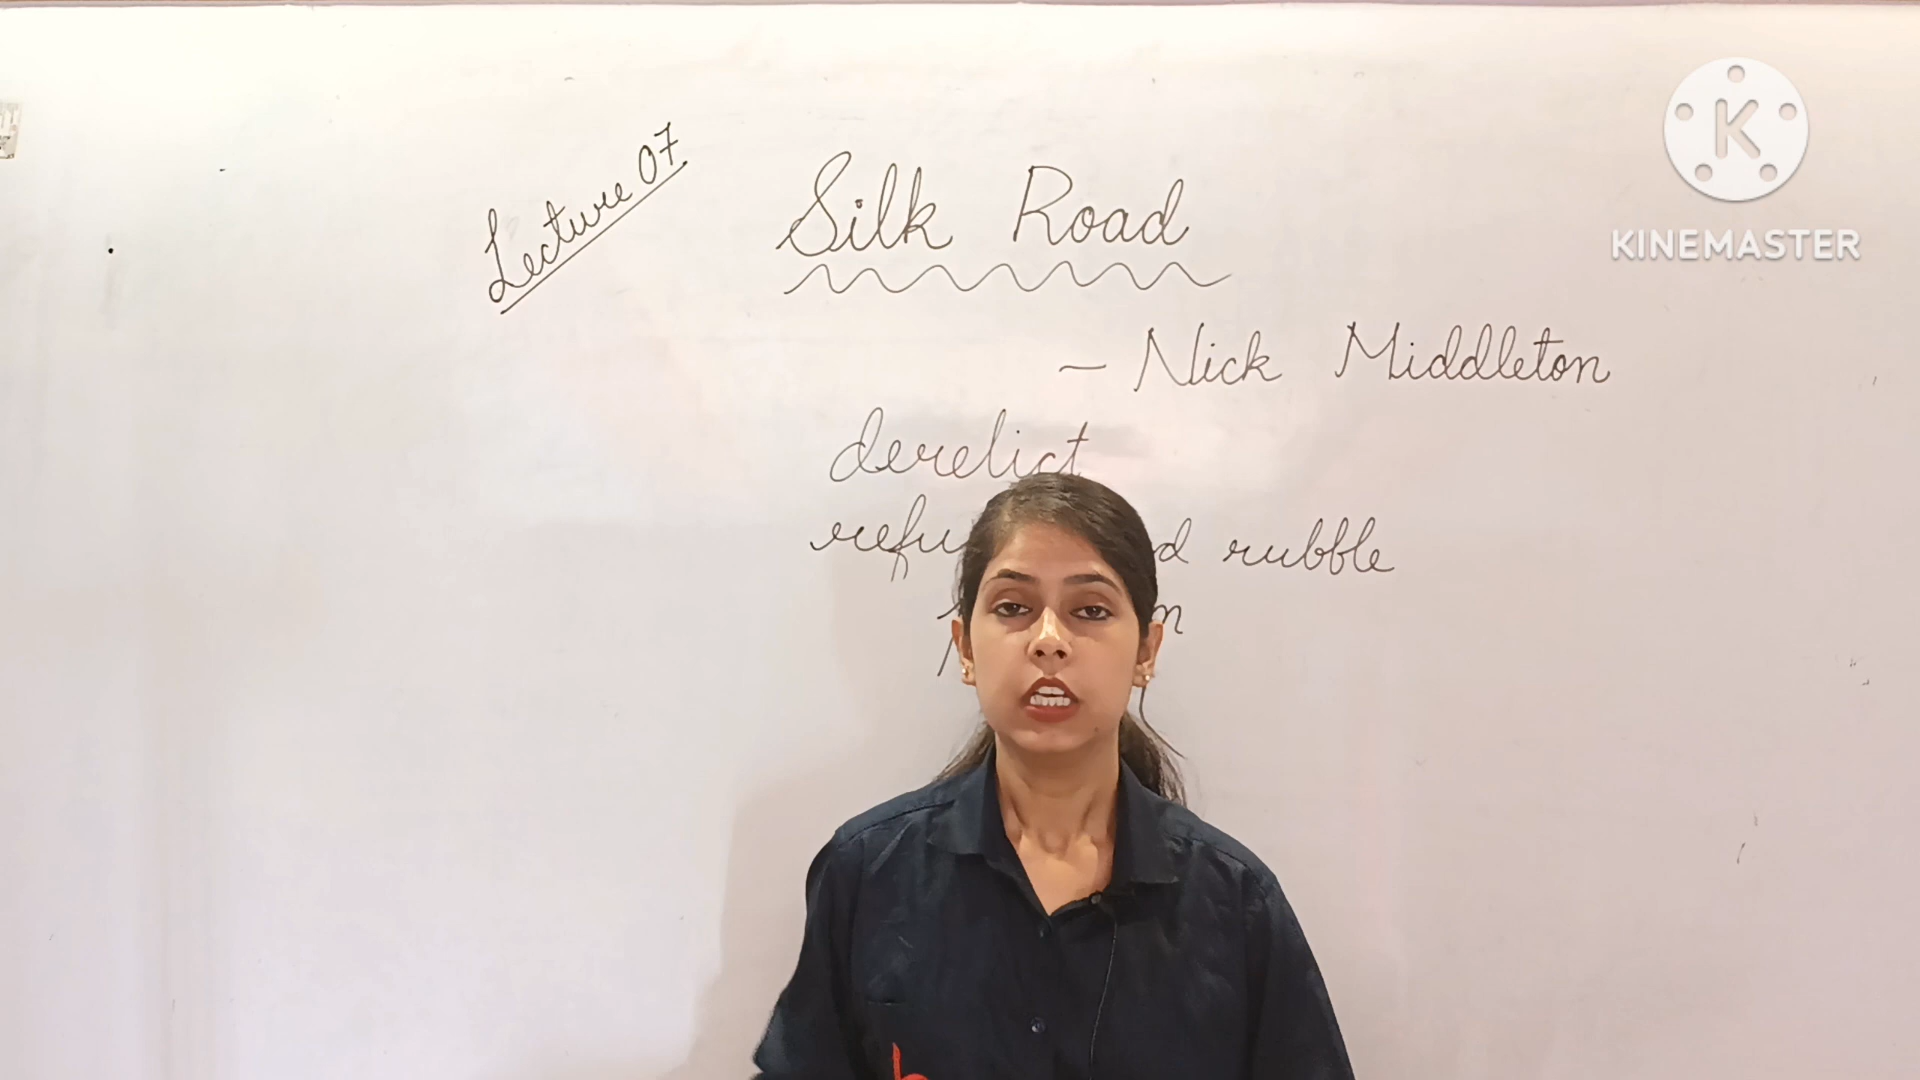 Lecture 07
Silk Road
– Nick Middleton
derelict
rubble
KINEMASTER